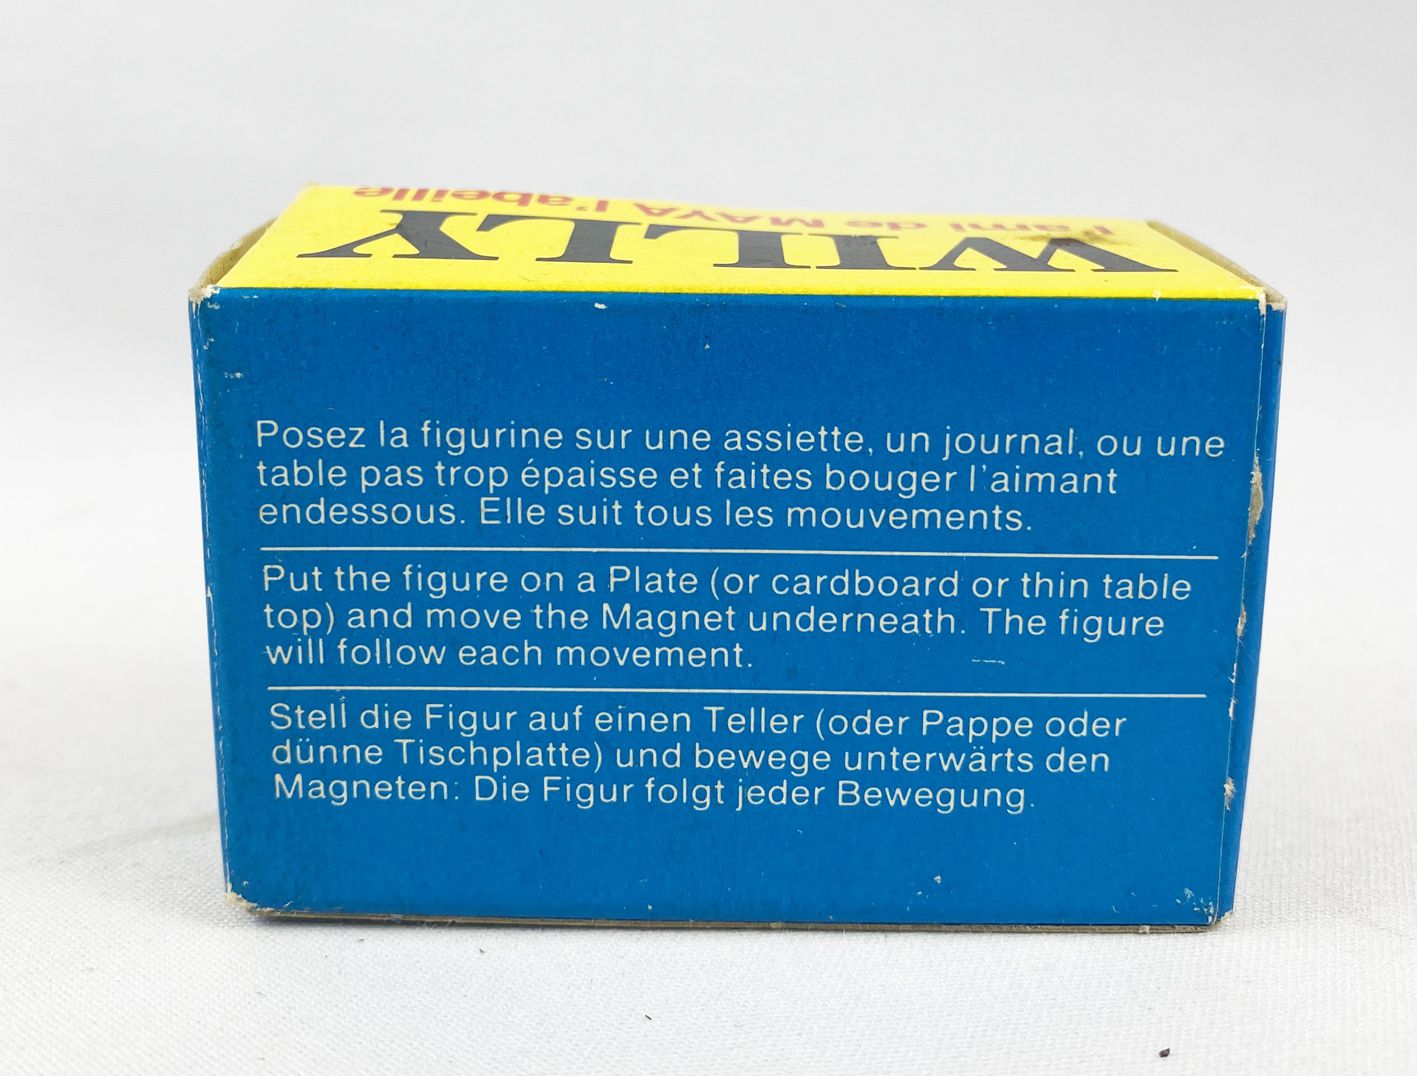 l'ami de MAYA l'abeille
WILLY
Posez la figurine sur une assiette, un journal, ou une
table pas trop épaisse et faites bouger l'aimant
endessous. Elle suit tous les mouvements.
Put the figure on a Plate (or cardboard or thin table
top) and move the Magnet underneath. The figure
will follow each movement.
Stell die Figur auf einen Teller (oder Pappe oder
dünne Tischplatte) und bewege unterwärts den
Magneten: Die Figur folgt jeder Bewegung.